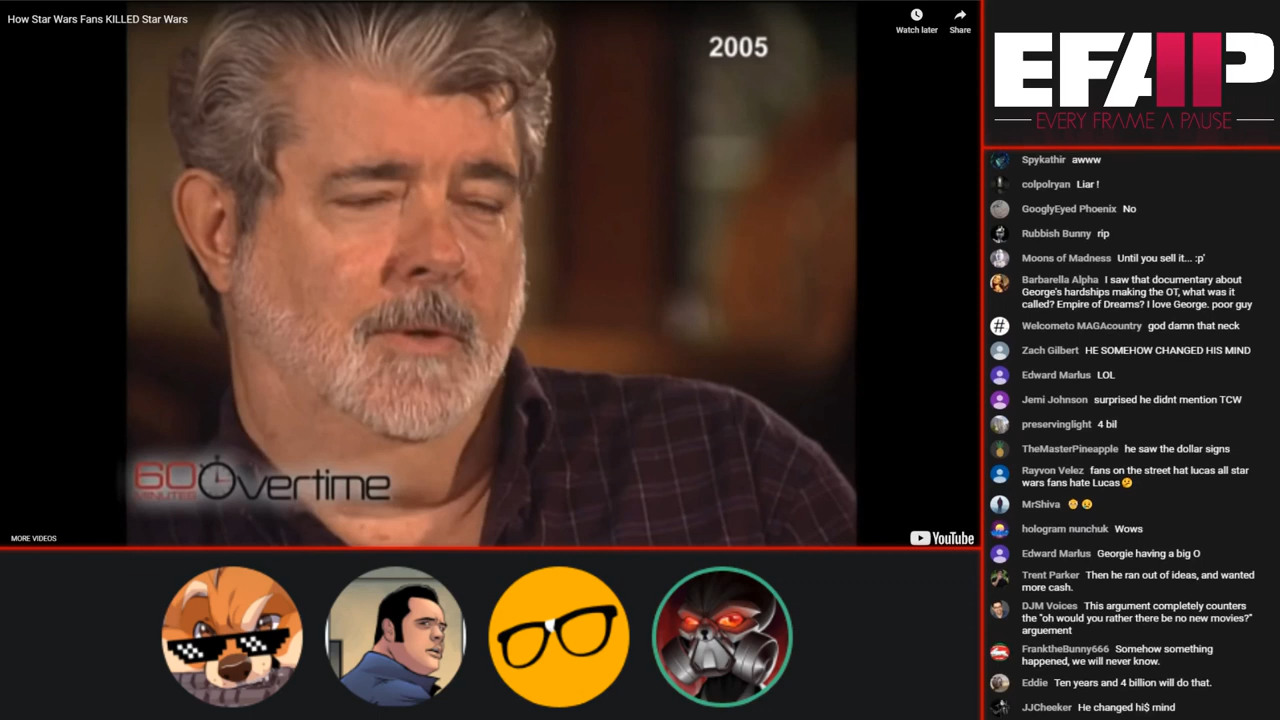 How Star Wars Fans KILLED Star Wars
Watch later
Share
2005
60
MINUTES
Overtime
MORE VIDEOS
YouTube
EFAP
EVERY FRAME A PAUSE
Spykathir awww
colpolryan Liar !
GooglyEyed Phoenix No
Rubbish Bunny rip
Moons of Madness Until you sell it... :p'
Barbarella Alpha I saw that documentary about
George's hardships making the OT, what was it
called? Empire of Dreams? I love George. poor guy
#
Welcometo MAGAcountry god damn that neck
Zach Gilbert HE SOMEHOW CHANGED HIS MIND
Edward Marlus LOL
Jemi Johnson surprised he didnt mention TCW
preservinglight 4 bil
TheMasterPineapple he saw the dollar signs
Rayvon Velez fans on the street hat lucas all star
wars fans hate Lucas🤔
MrShiva
hologram nunchuk Wows
Edward Marlus Georgie having a big O
Trent Parker Then he ran out of ideas, and wanted
more cash.
DJM Voices This argument completely counters
the "oh would you rather there be no new movies?"
arguement
FranktheBunny666 Somehow something
happened, we will never know.
Eddie Ten years and 4 billion will do that.
JJCheeker He changed hi$ mind